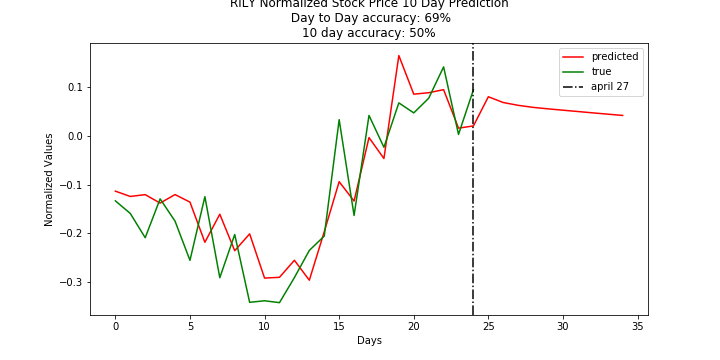 RILY Normalized Stock Price 10 Day Prediction
Day to Day accuracy: 69%
10 day accuracy: 50%
predicted
true
april 27
0.1
0.0
−0.1
−0.2
−0.3
Normalized Values
0 5 10 15 20 25 30 35
Days